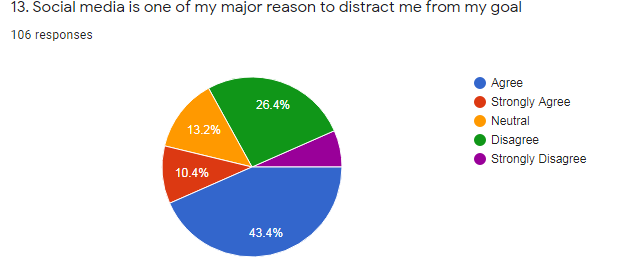 13. Social media is one of my major reason to distract me from my goal
106 responses
Agree
Strongly Agree
Neutral
Disagree
Strongly Disagree
26.4%
13.2%
10.4%
43.4%